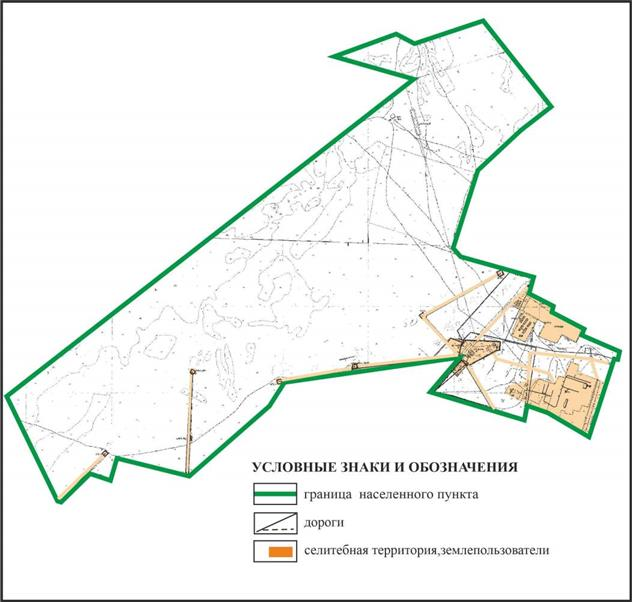 УСЛОВНЫЕ ЗНАКИ И ОБОЗНАЧЕНИЯ
граница населенного пункта
дороги
селитебная территория,землепользователи